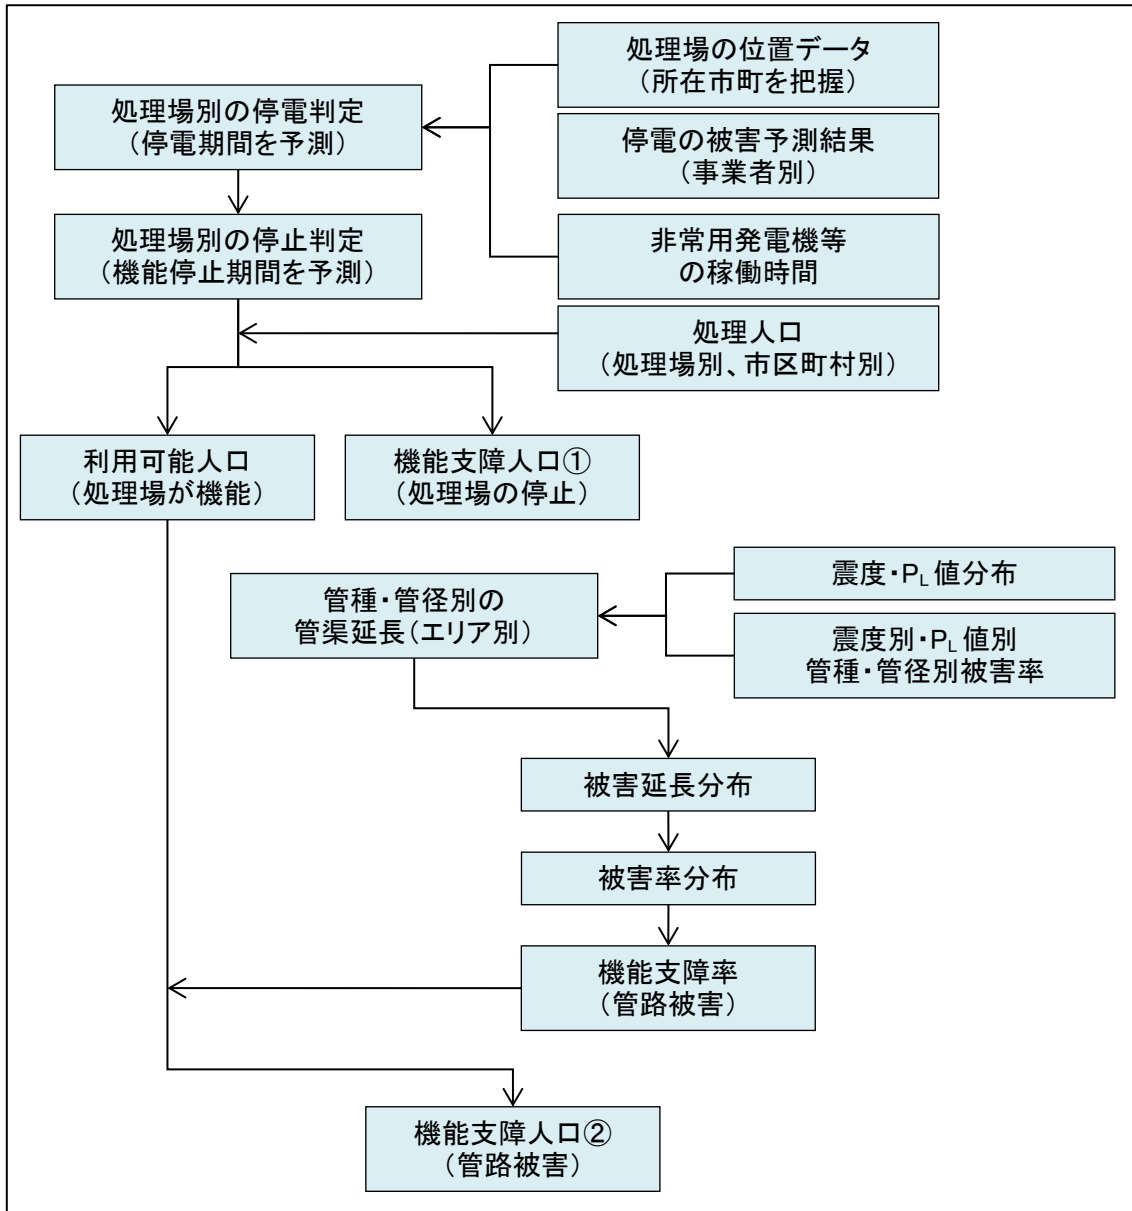 処理場の位置データ
（所在市町を把握）
処理場別の停電判定
（停電期間を予測）
停電の被害予測結果
（事業者別）
処理場別の停止判定
（機能停止期間を予測）
非常用発電機等
の稼働時間
処理人口
（処理場別、市区町村別）
利用可能人口
（処理場が機能）
機能支障人口①
（処理場の停止）
震度・PL値分布
管種・管径別の
管渠延長（エリア別）
震度別・PL値別
管種・管径別被害率
被害延長分布
被害率分布
機能支障率
（管路被害）
機能支障人口②
（管路被害）